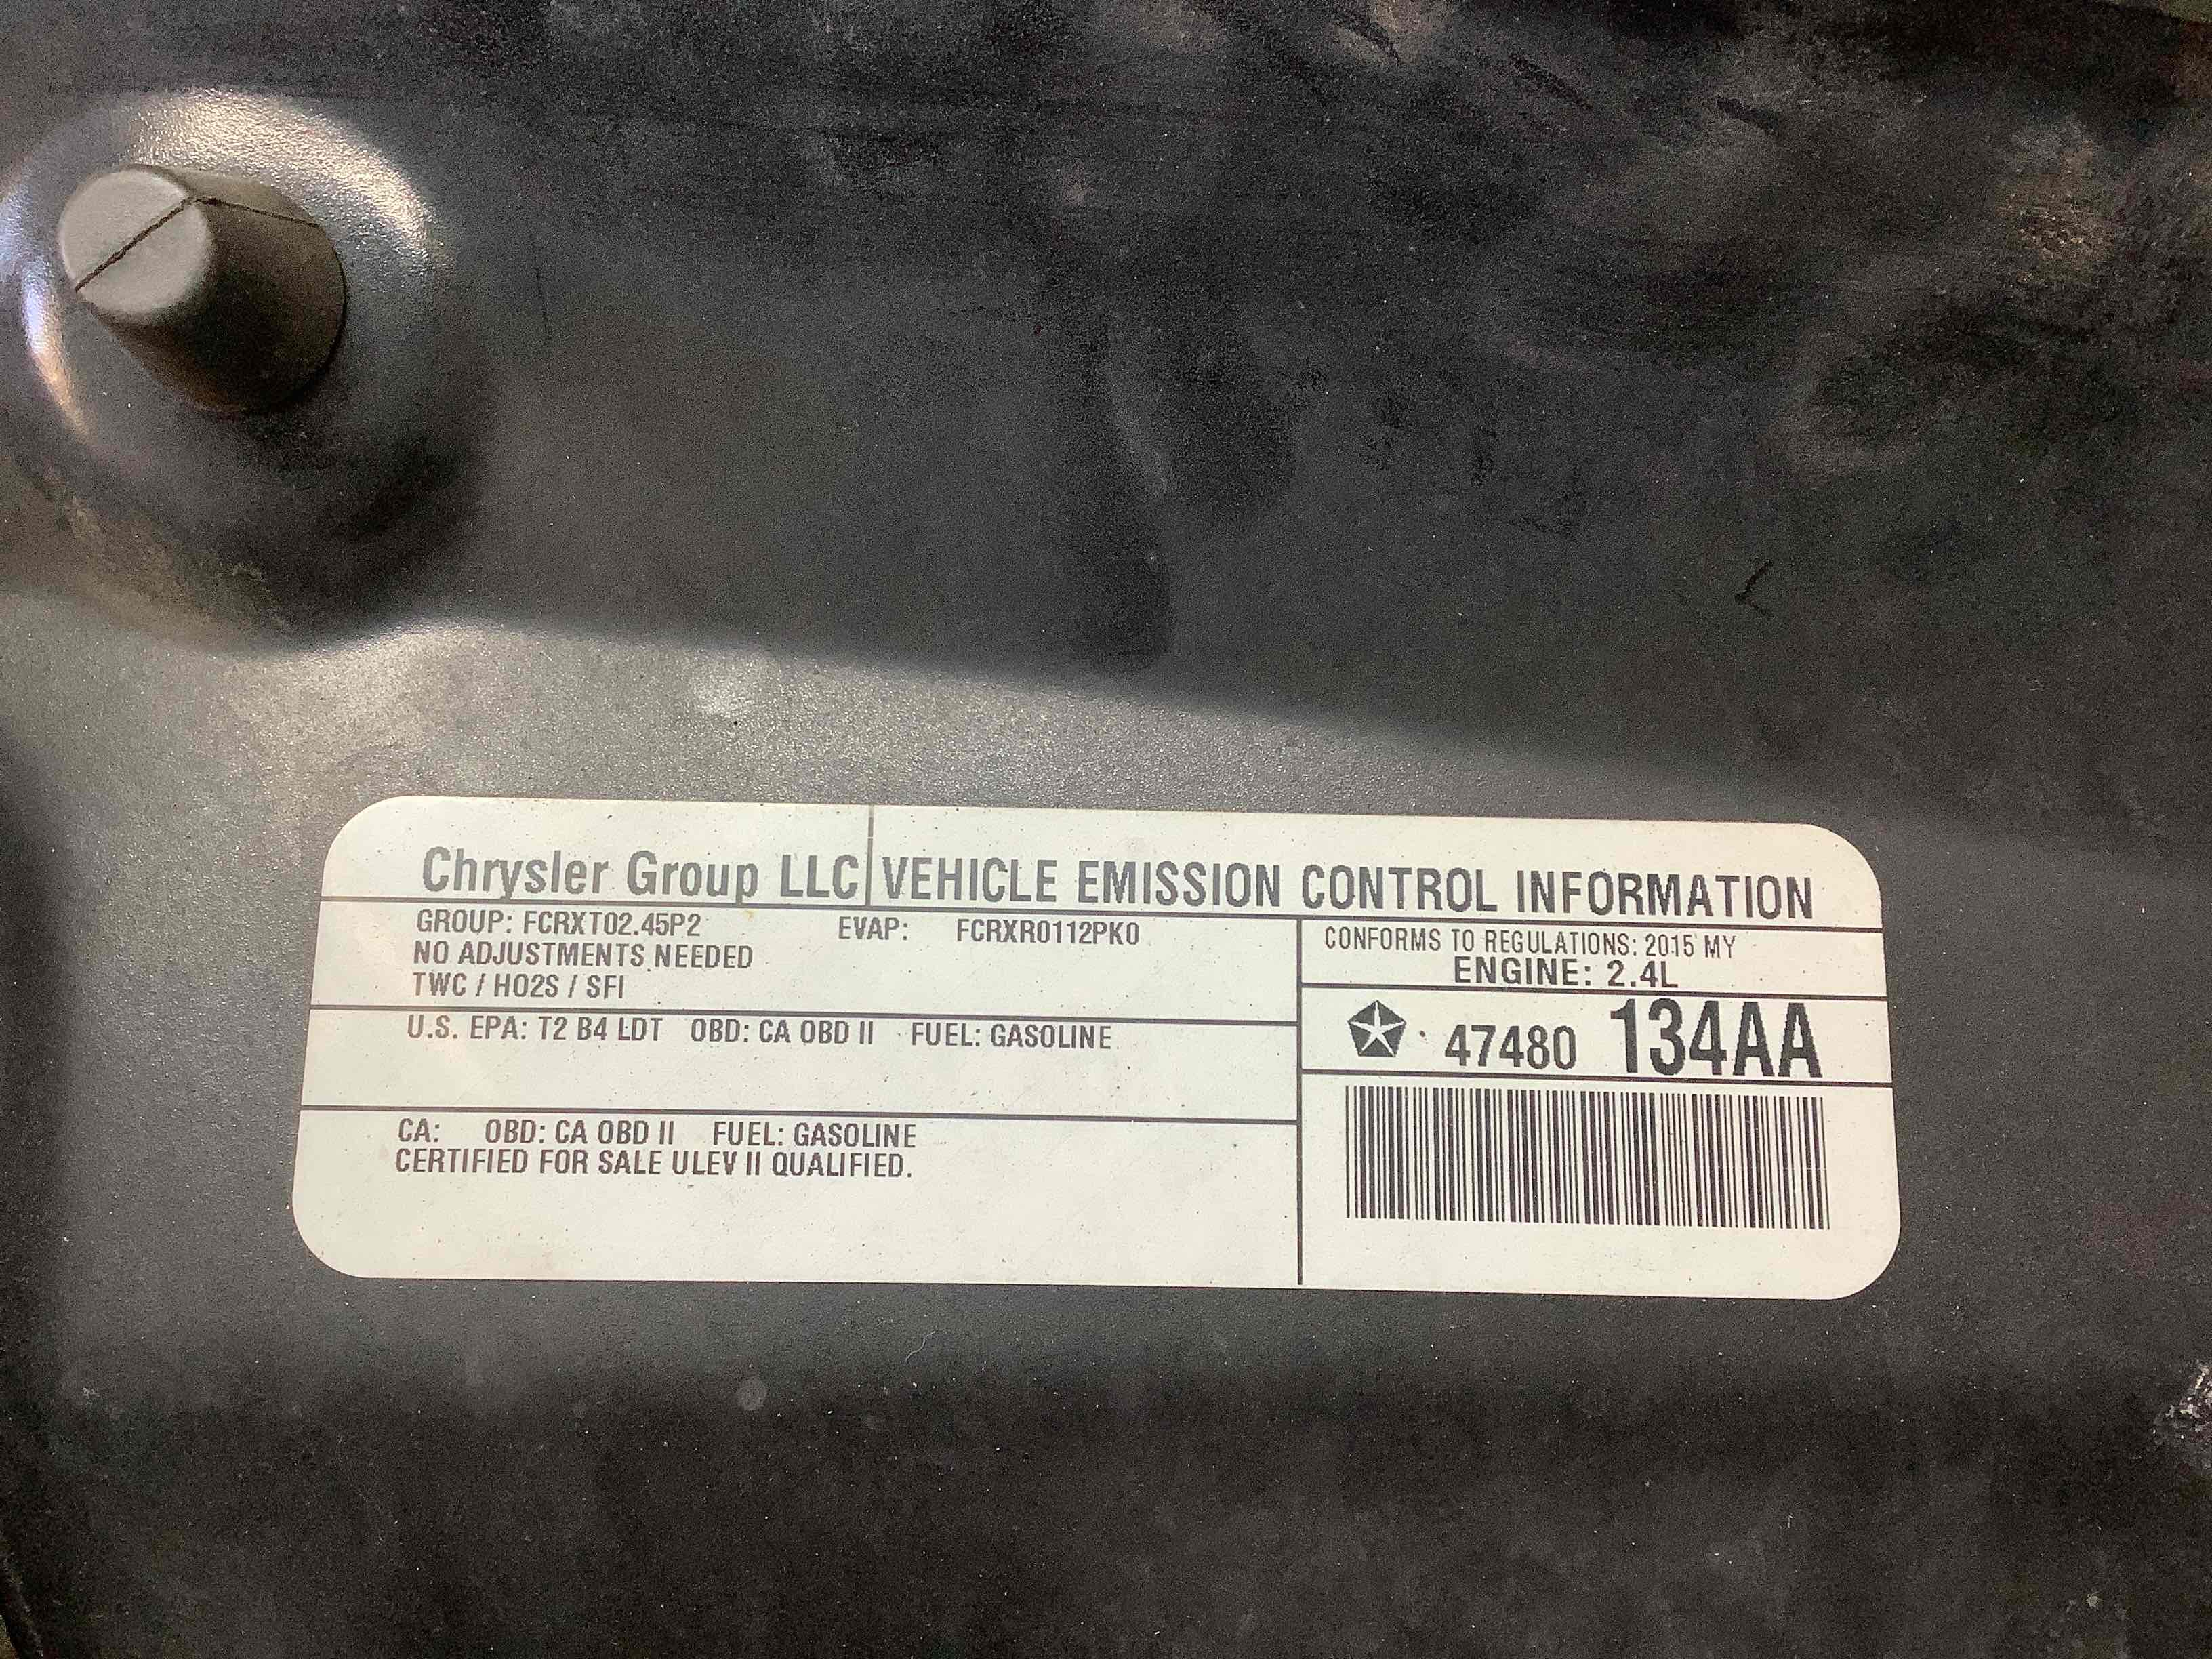 Chrysler Group LLC VEHICLE EMISSION CONTROL INFORMATION
GROUP: FCRXT02.45P2 EVAP: FCRXR0112PK0
NO ADJUSTMENTS NEEDED
TWC / HO2S / SFI
CONFORMS TO REGULATIONS: 2015 MY
ENGINE: 2.4L
U.S. EPA: T2 B4 LDT OBD: CA OBD II FUEL: GASOLINE
47480 134AA
CA: OBD: CA OBD II FUEL: GASOLINE
CERTIFIED FOR SALE ULEV II QUALIFIED.